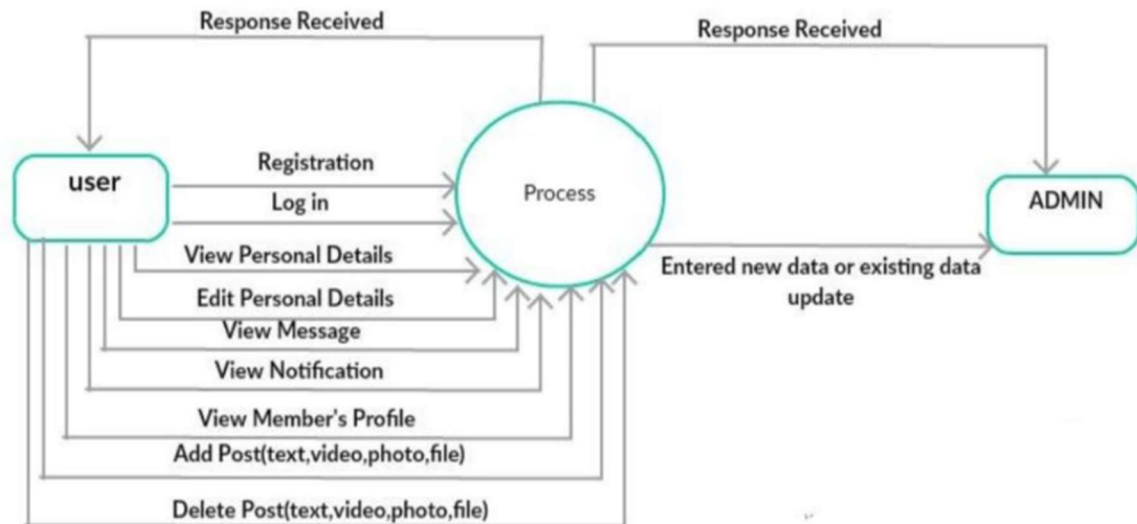 Response Received
Response Received
user
Registration
Log in
Process
ADMIN
View Personal Details
Entered new data or existing data
update
Edit Personal Details
View Message
View Notification
View Member's Profile
Add Post(text,video,photo,file)
Delete Post(text,video,photo,file)